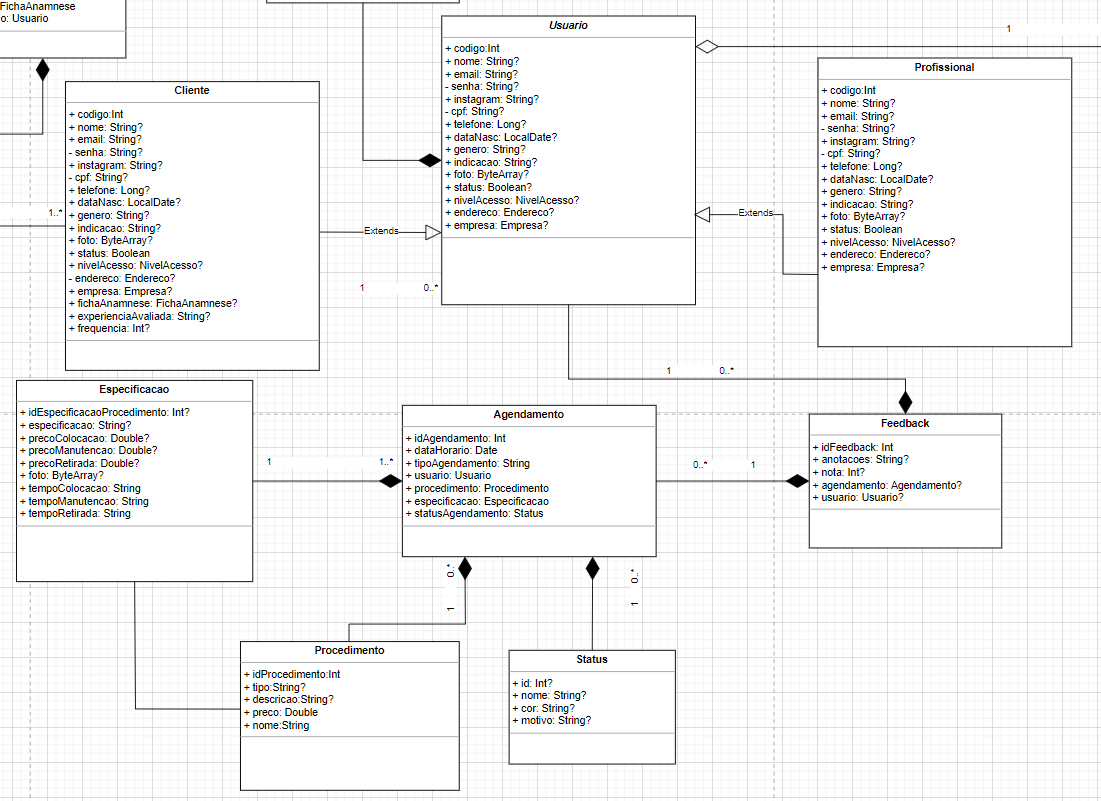 FichaAnamnese
o: Usuario
Usuario
+ codigo:Int
+ nome: String?
+ email: String?
- senha: String?
+ instagram: String?
- cpf: String?
+ telefone: Long?
+ dataNasc: LocalDate?
+ genero: String?
+ indicacao: String?
+ foto: ByteArray?
+ status: Boolean?
+ nivelAcesso: NivelAcesso?
+ endereco: Endereco?
+ empresa: Empresa?
1
Profissional
+ codigo:Int
+ nome: String?
+ email: String?
- senha: String?
+ instagram: String?
- cpf: String?
+ telefone: Long?
+ dataNasc: LocalDate?
+ genero: String?
+ indicacao: String?
+ foto: ByteArray?
+ status: Boolean
+ nivelAcesso: NivelAcesso?
+ endereco: Endereco?
+ empresa: Empresa?
Cliente
+ codigo:Int
+ nome: String?
+ email: String?
- senha: String?
+ instagram: String?
- cpf: String?
+ telefone: Long?
+ dataNasc: LocalDate?
+ genero: String?
+ indicacao: String?
+ foto: ByteArray?
+ status: Boolean
+ nivelAcesso: NivelAcesso?
- endereco: Endereco?
+ empresa: Empresa?
+ fichaAnamnese: FichaAnamnese?
+ experienciaAvaliada: String?
+ frequencia: Int?
1..*
Extends
Extends
1
0..*
1
0..*
Especificacao
+ idEspecificacaoProcedimento: Int?
+ especificacao: String?
+ precoColocacao: Double?
+ precoManutencao: Double?
+ precoRetirada: Double?
+ foto: ByteArray?
+ tempoColocacao: String
+ tempoManutencao: String
+ tempoRetirada: String
1
1..*
Agendamento
+ idAgendamento: Int
+ dataHorario: Date
+ tipoAgendamento: String
+ usuario: Usuario
+ procedimento: Procedimento
+ especificacao: Especificacao
+ statusAgendamento: Status
0..*
1
Feedback
+ idFeedback: Int
+ anotacoes: String?
+ nota: Int?
+ agendamento: Agendamento?
+ usuario: Usuario?
0..*
1
0..*
1
Procedimento
+ idProcedimento:Int
+ tipo:String?
+ descricao:String?
+ preco: Double
+ nome:String
Status
+ id: Int?
+ nome: String?
+ cor: String?
+ motivo: String?